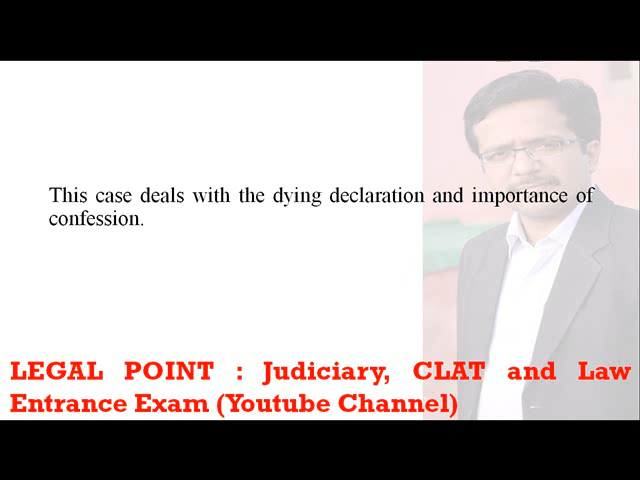 This case deals with the dying declaration and importance of
confession.
LEGAL POINT : Judiciary, CLAT and Law
Entrance Exam (Youtube Channel)